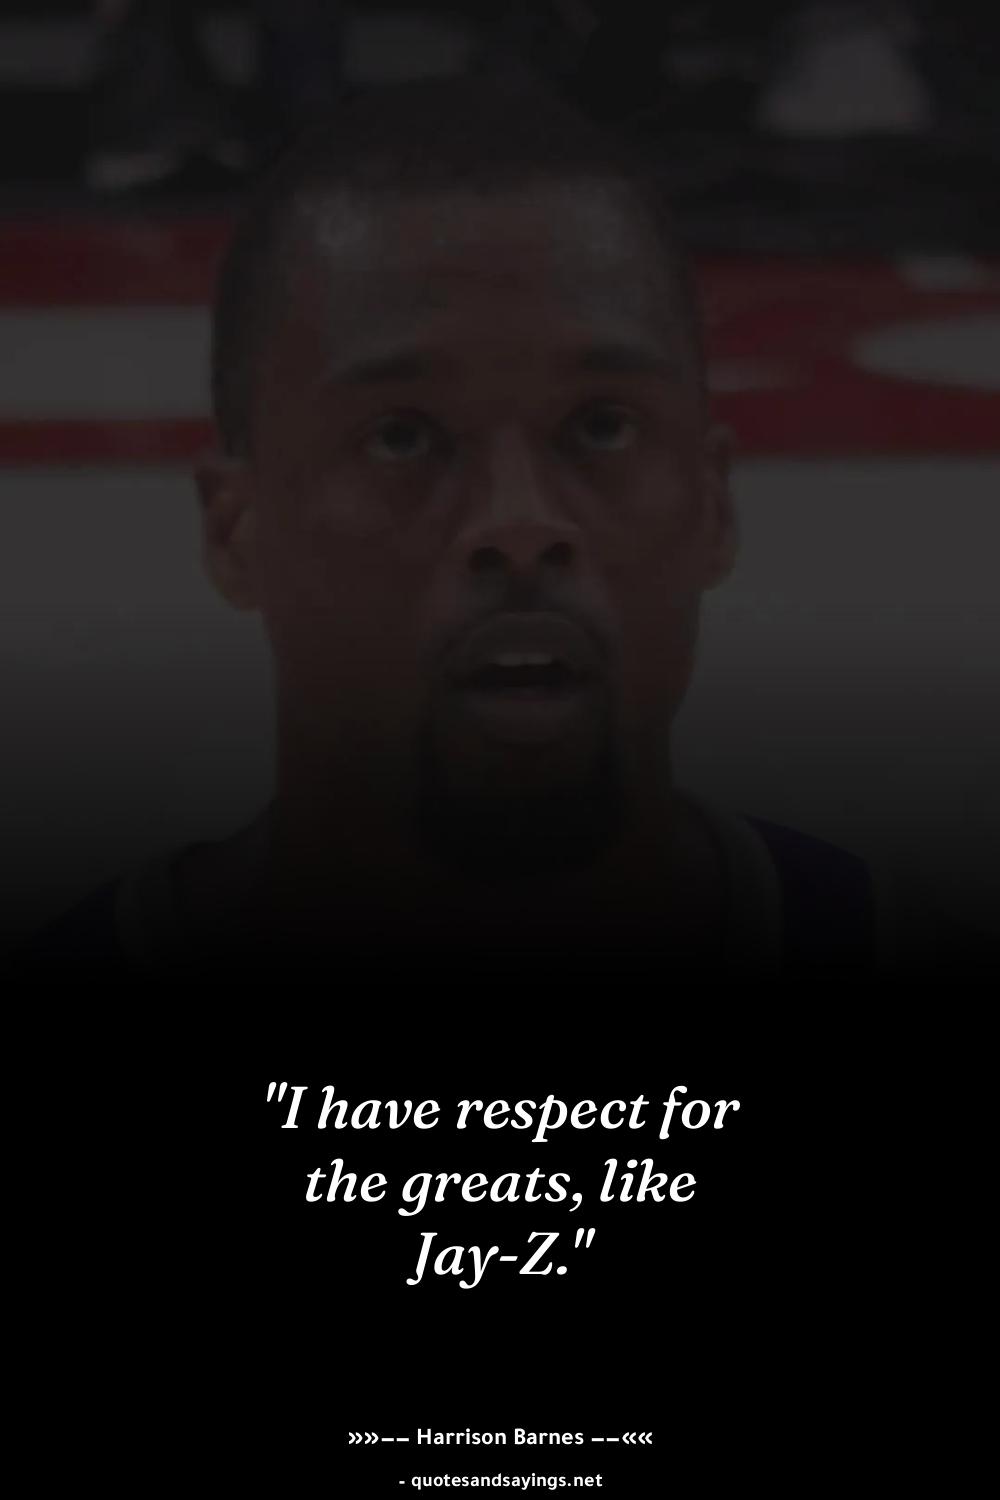 "I have respect for
the greats, like
Jay-Z."
»»–– Harrison Barnes ––««
- quotesandsayings.net